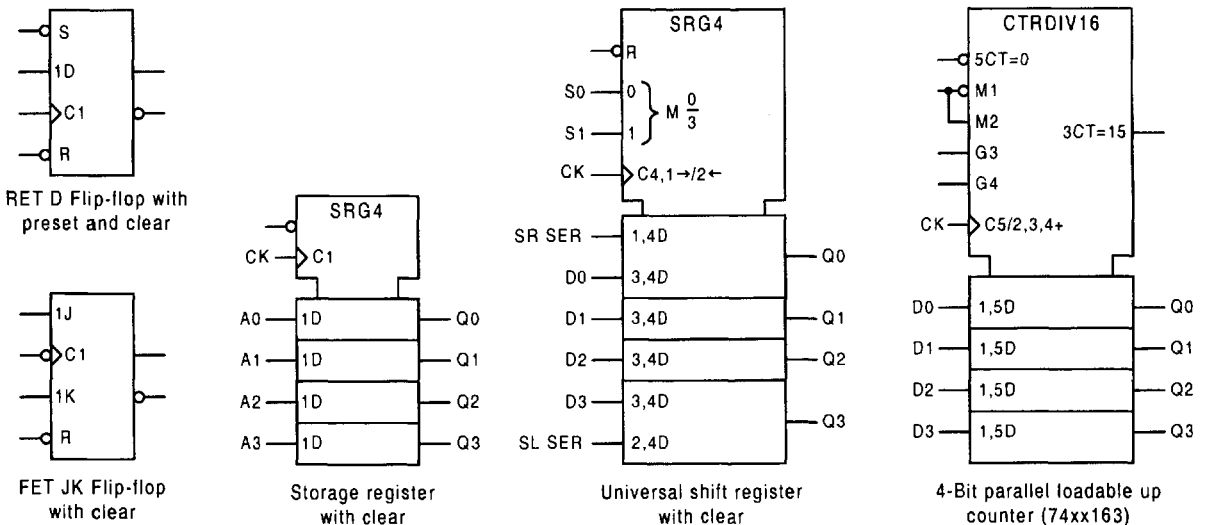 S
1D
C1
R
RET D Flip-flop with
preset and clear
1J
C1
1K
R
FET JK Flip-flop
with clear
SRG4
CK
C1
A0 1D Q0
A1 1D Q1
A2 1D Q2
A3 1D Q3
Storage register
with clear
SRG4
R
S0 0
M 0/3
S1 1
CK C4,1→/2←
SR SER 1,4D
Q0
D0 3,4D
D1 3,4D Q1
D2 3,4D Q2
D3 3,4D
Q3
SL SER 2,4D
Universal shift register
with clear
CTRDIV16
5CT=0
M1
M2
3CT=15
G3
G4
CK C5/2,3,4+
D0 1,5D Q0
D1 1,5D Q1
D2 1,5D Q2
D3 1,5D Q3
4-Bit parallel loadable up
counter (74xx163)